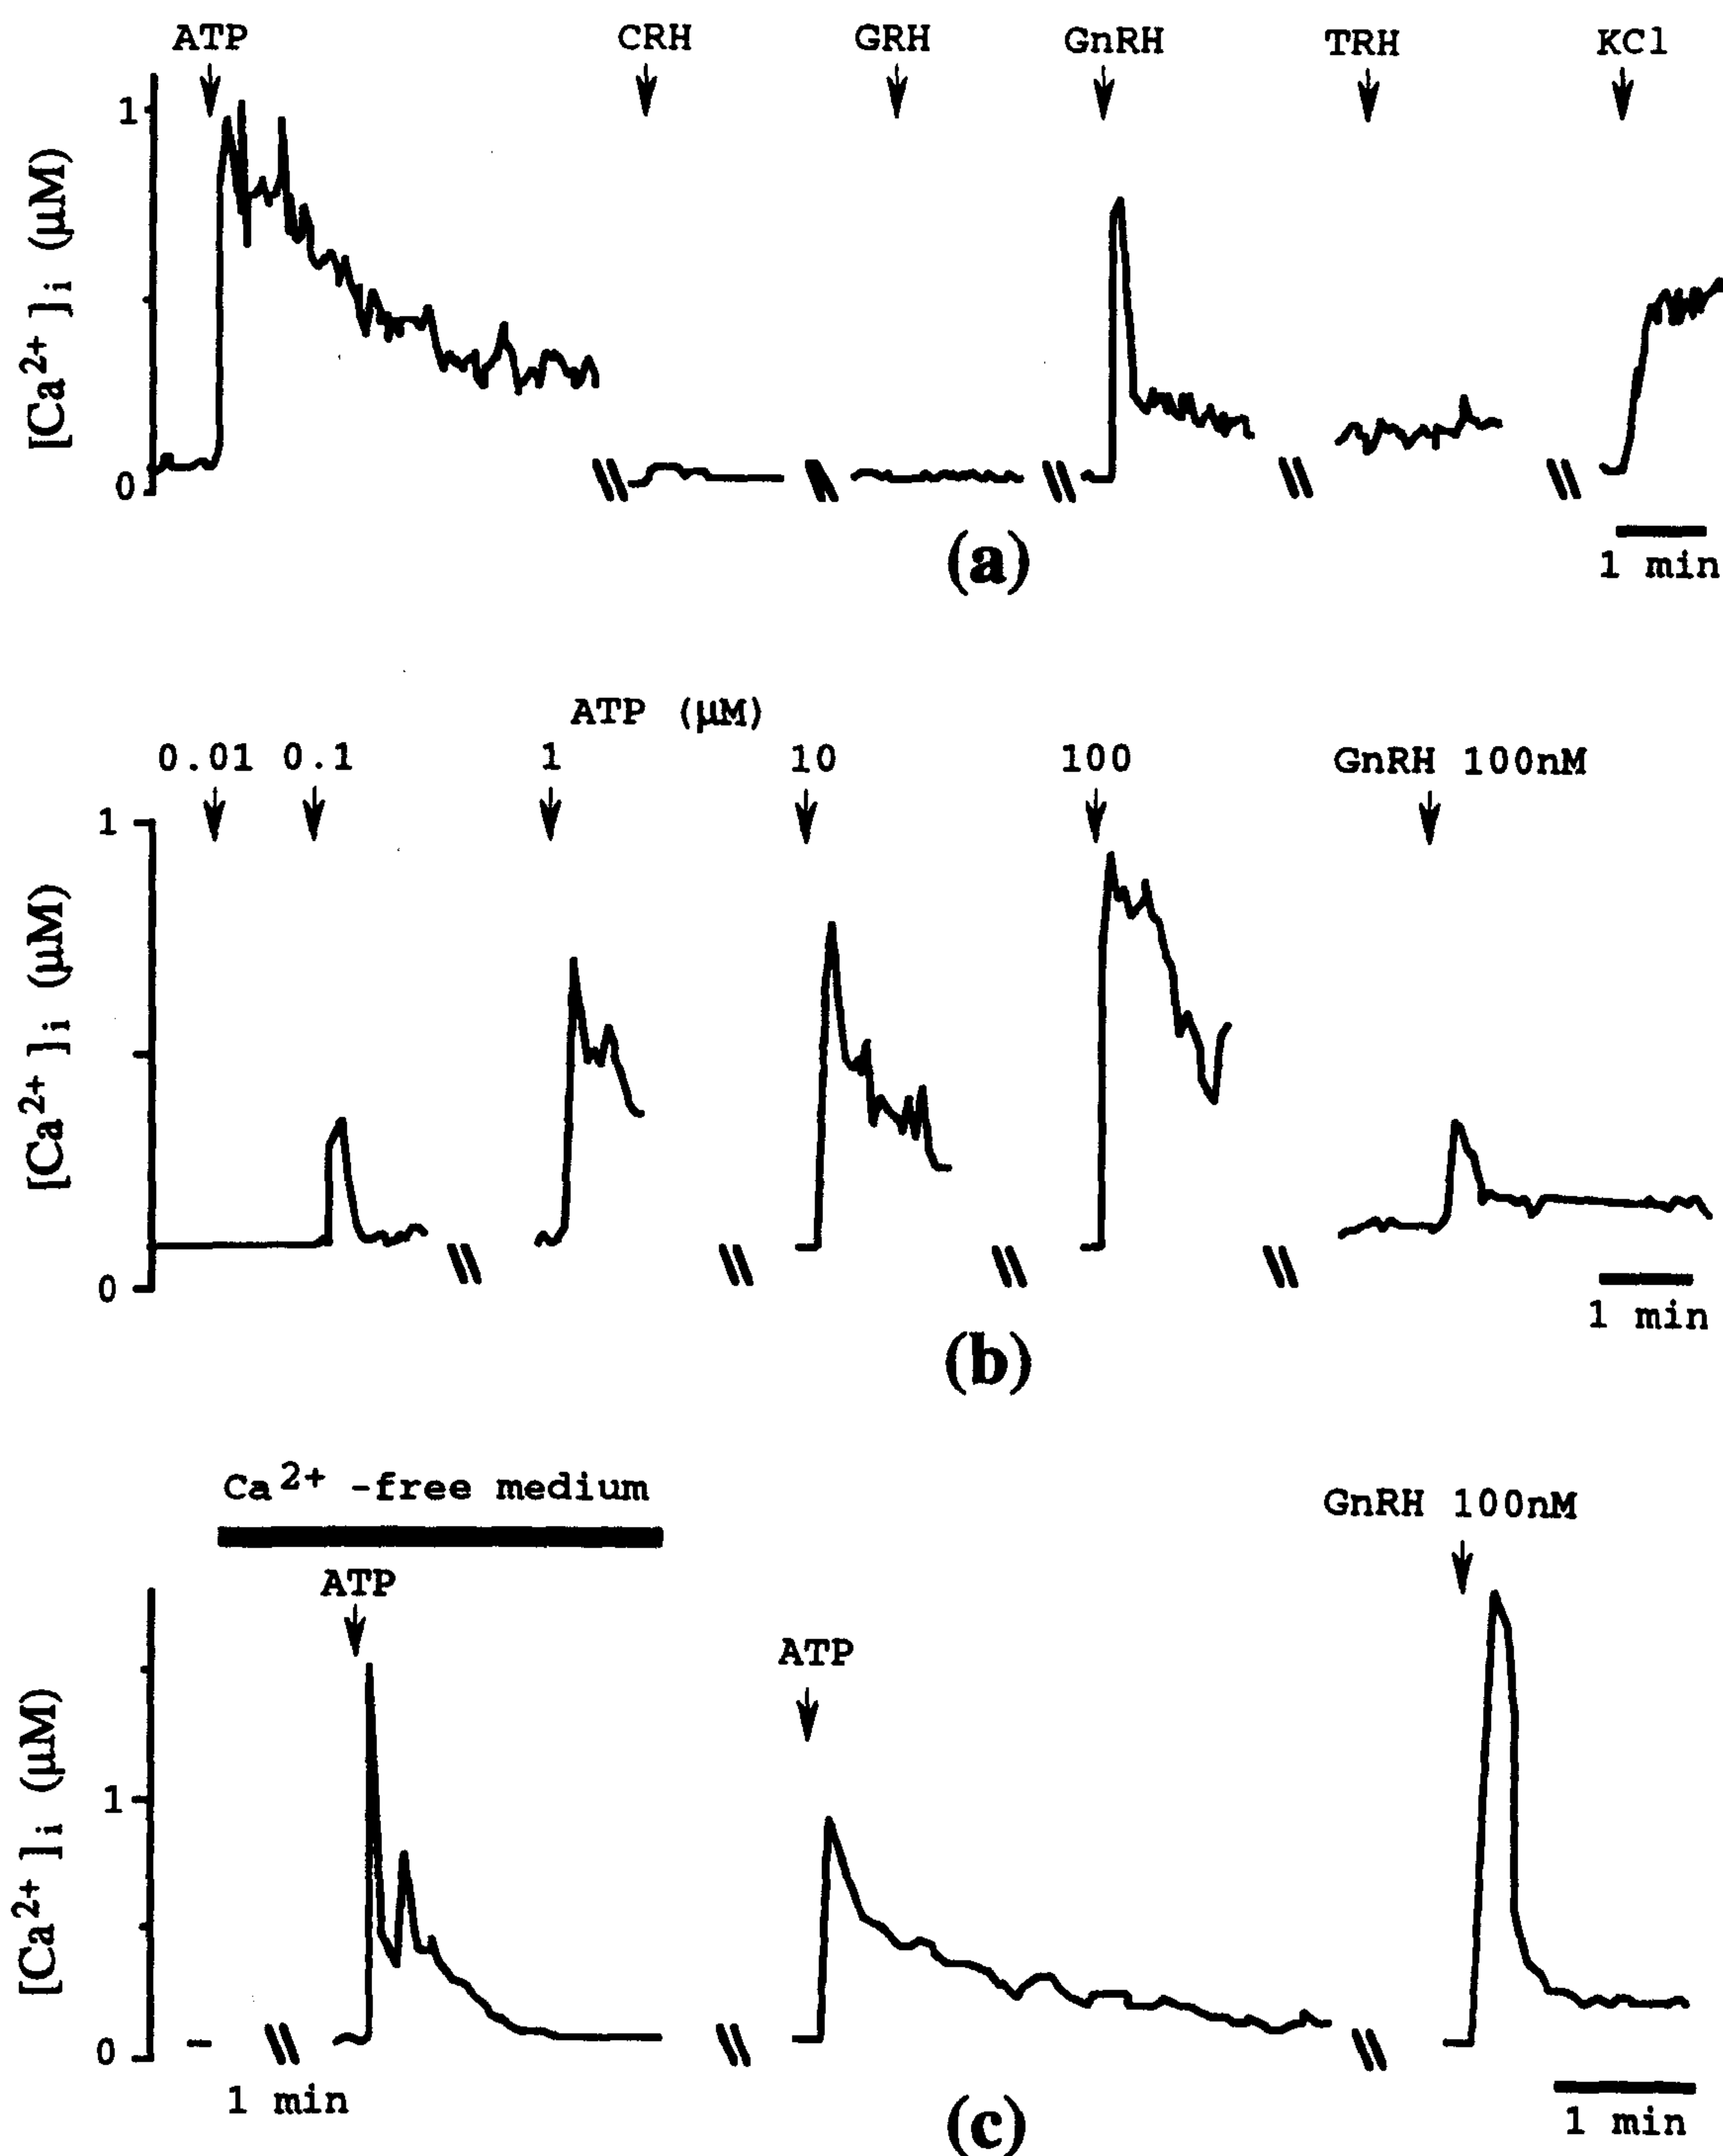 ATP CRH GRH GnRH TRH KCl
1
[Ca2+]i (µM)
0
1 min
(a)
ATP (µM)
0.01 0.1 1 10 100 GnRH 100nM
1
[Ca2+]i (µM)
0
1 min
(b)
Ca2+ -free medium
GnRH 100nM
ATP
ATP
1
[Ca2+]i (µM)
0
1 min
1 min
(c)